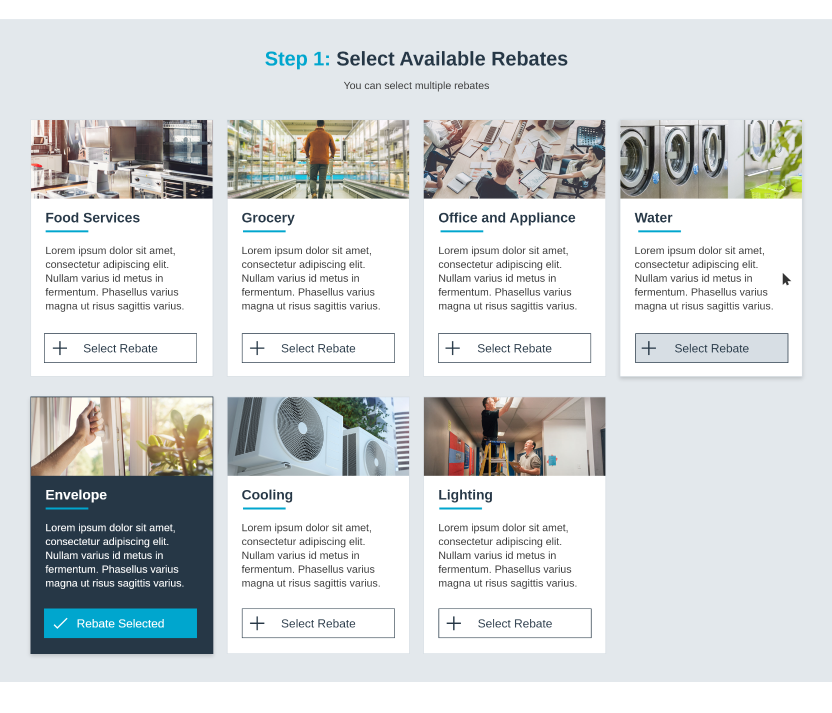 Step 1: Select Available Rebates
You can select multiple rebates
Food Services
Lorem ipsum dolor sit amet,
consectetur adipiscing elit.
Nullam varius id metus in
fermentum. Phasellus varius
magna ut risus sagittis varius.
Select Rebate
Grocery
Lorem ipsum dolor sit amet,
consectetur adipiscing elit.
Nullam varius id metus in
fermentum. Phasellus varius
magna ut risus sagittis varius.
Select Rebate
Office and Appliance
Lorem ipsum dolor sit amet,
consectetur adipiscing elit.
Nullam varius id metus in
fermentum. Phasellus varius
magna ut risus sagittis varius.
Select Rebate
Water
Lorem ipsum dolor sit amet,
consectetur adipiscing elit.
Nullam varius id metus in
fermentum. Phasellus varius
magna ut risus sagittis varius.
Select Rebate
Envelope
Lorem ipsum dolor sit amet,
consectetur adipiscing elit.
Nullam varius id metus in
fermentum. Phasellus varius
magna ut risus sagittis varius.
Rebate Selected
Cooling
Lorem ipsum dolor sit amet,
consectetur adipiscing elit.
Nullam varius id metus in
fermentum. Phasellus varius
magna ut risus sagittis varius.
Select Rebate
Lighting
Lorem ipsum dolor sit amet,
consectetur adipiscing elit.
Nullam varius id metus in
fermentum. Phasellus varius
magna ut risus sagittis varius.
Select Rebate